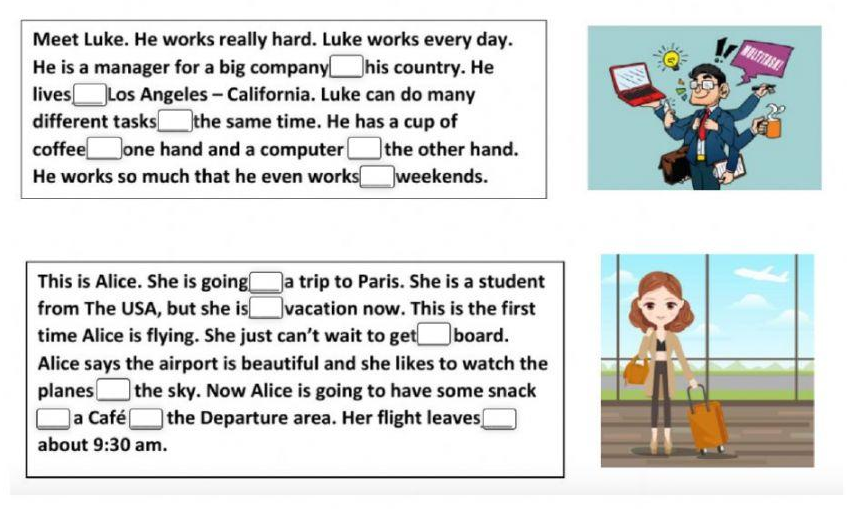 Meet Luke. He works really hard. Luke works every day.
He is a manager for a big company his country. He
lives Los Angeles – California. Luke can do many
different tasks the same time. He has a cup of
coffee one hand and a computer the other hand.
He works so much that he even works weekends.
MULTITASK!
This is Alice. She is going a trip to Paris. She is a student
from The USA, but she is vacation now. This is the first
time Alice is flying. She just can't wait to get board.
Alice says the airport is beautiful and she likes to watch the
planes the sky. Now Alice is going to have some snack
a Café the Departure area. Her flight leaves
about 9:30 am.